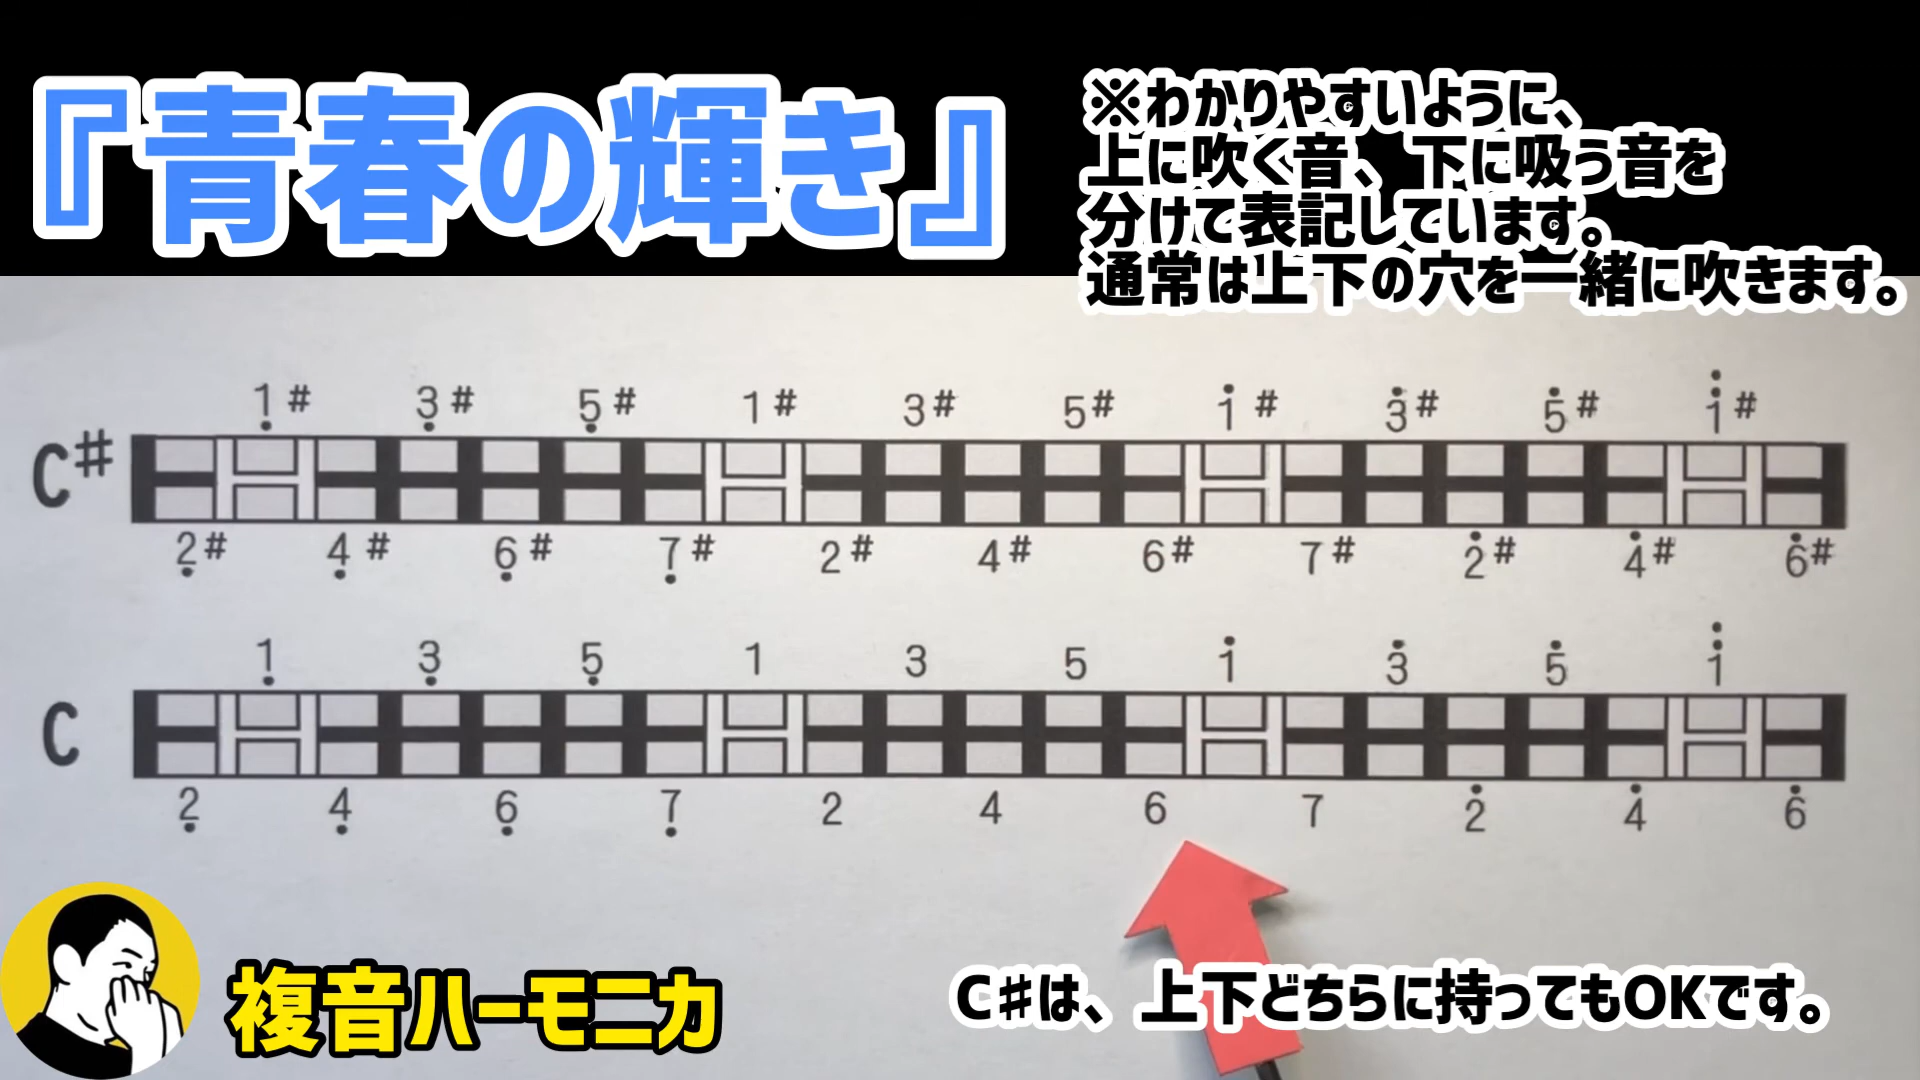 『青春の輝き』
※わかりやすいように、
上に吹く音、下に吸う音を
分けて表記しています。
通常は上下の穴を一緒に吹きます。
1̣# 3̣# 5̣# 1# 3# 5# 1̇# 3̇# 5̇# 1̈#
C#
2̣# 4̣# 6̣# 7̣# 2# 4# 6# 7# 2̇# 4̇# 6̇#
1̣ 3̣ 5̣ 1 3 5 1̇ 3̇ 5̇ 1̈
C
2̣ 4̣ 6̣ 7̣ 2 4 6 7 2̇ 4̇ 6̇
複音ハーモニカ
C♯は、上下どちらに持ってもOKです。